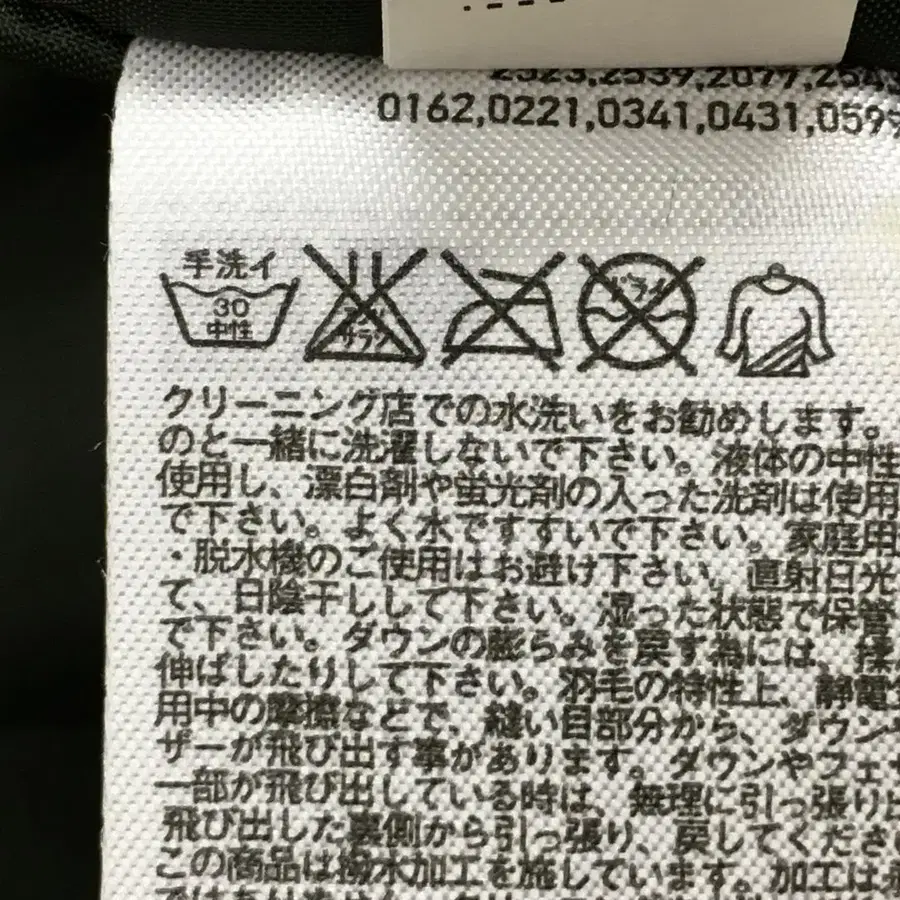 0162,0221,0341,0431,0599
手洗イ
30
中性
ドライ
クリーニング店での水洗いをお勧めします。
のと一緒に洗濯しないで下さい。液体の中性
使用し、漂白剤や蛍光剤の入った洗剤は使用
で下さい。よく水ですすいで下さい。家庭用
・脱水機のご使用はお避け下さい。直射日光
て、日陰干しして下さい。湿った状態で保管
で下さい。ダウンの膨らみを戻す為には、揉
伸ばしたりして下さい。羽毛の特性上、静電
用中の摩擦などで、縫い目部分から、ダウン
ザーが飛び出す事があります。ダウンやフェ
一部が飛び出している時は、無理に引っ張り
飛び出した裏側から引っ張り、戻してくださ
この商品は撥水加工を施しています。加工は